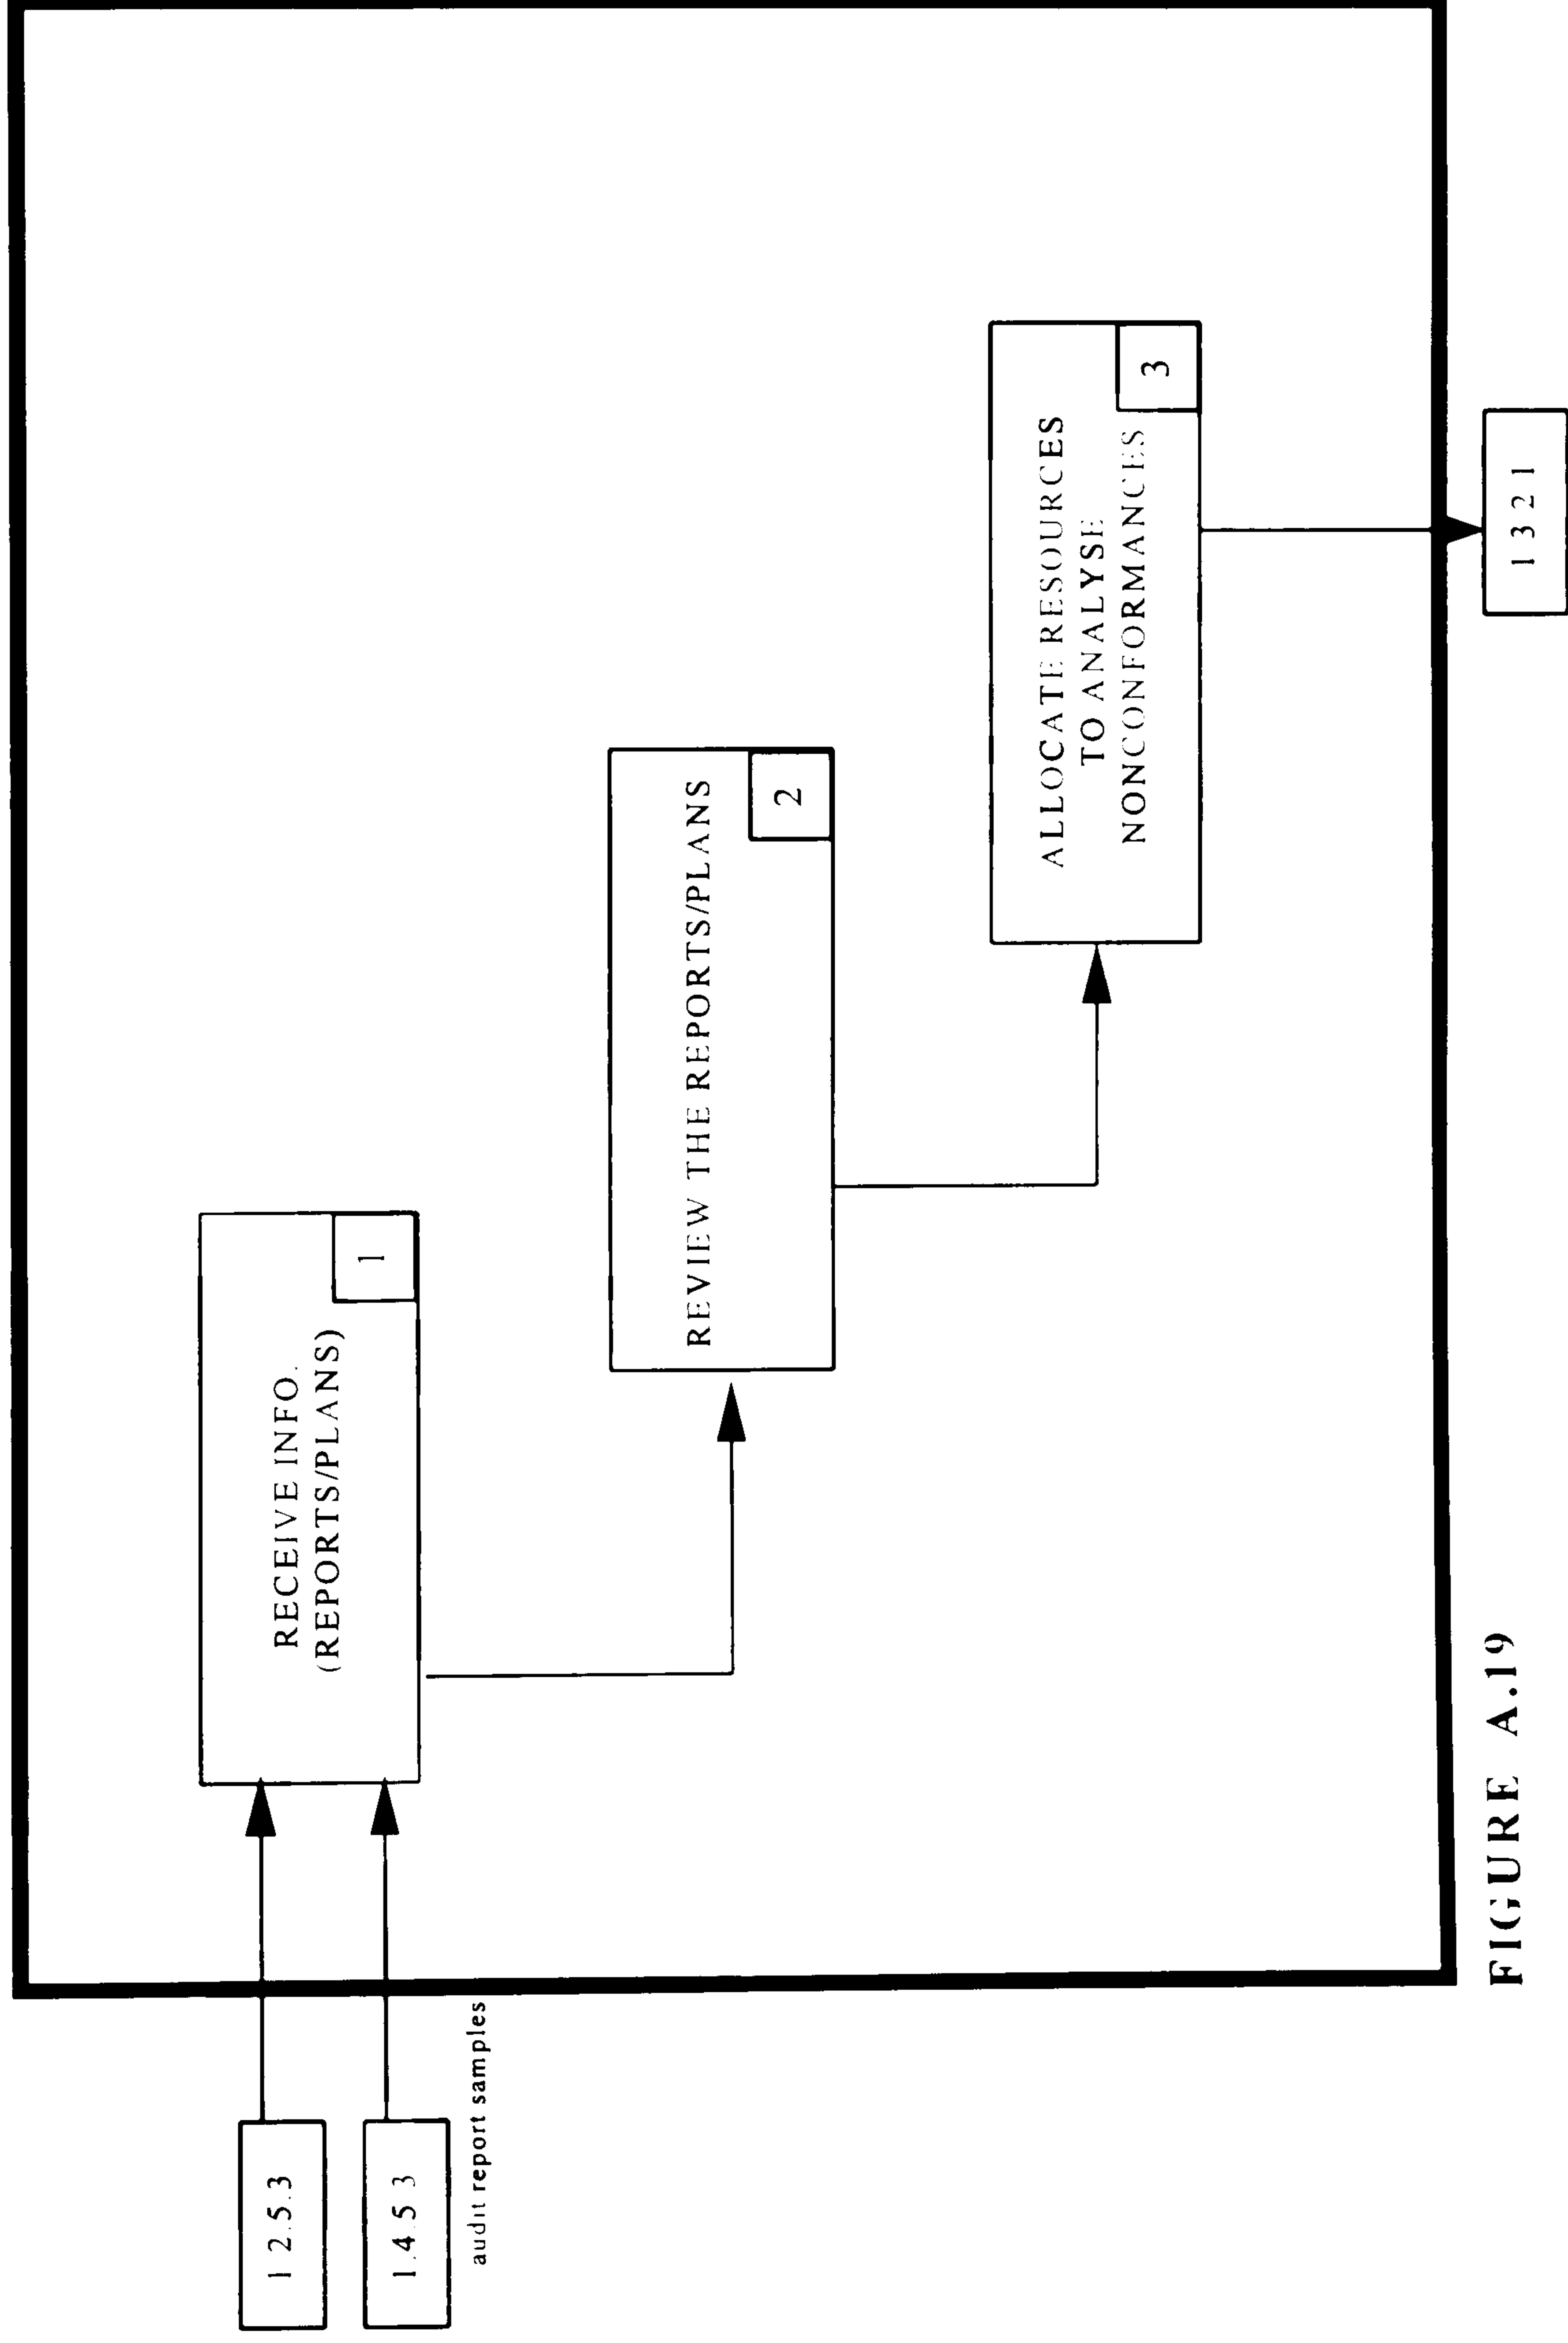 1 2.5.3
1.4.5 3
audit report samples
RECEIVE INFO.
(REPORTS/PLANS)
1
REVIEW THE REPORTS/PLANS
2
ALLOCATE RESOURCES
TO ANALYSE
NONCONFORMANCES
3
1 3 2 1
FIGURE A.19